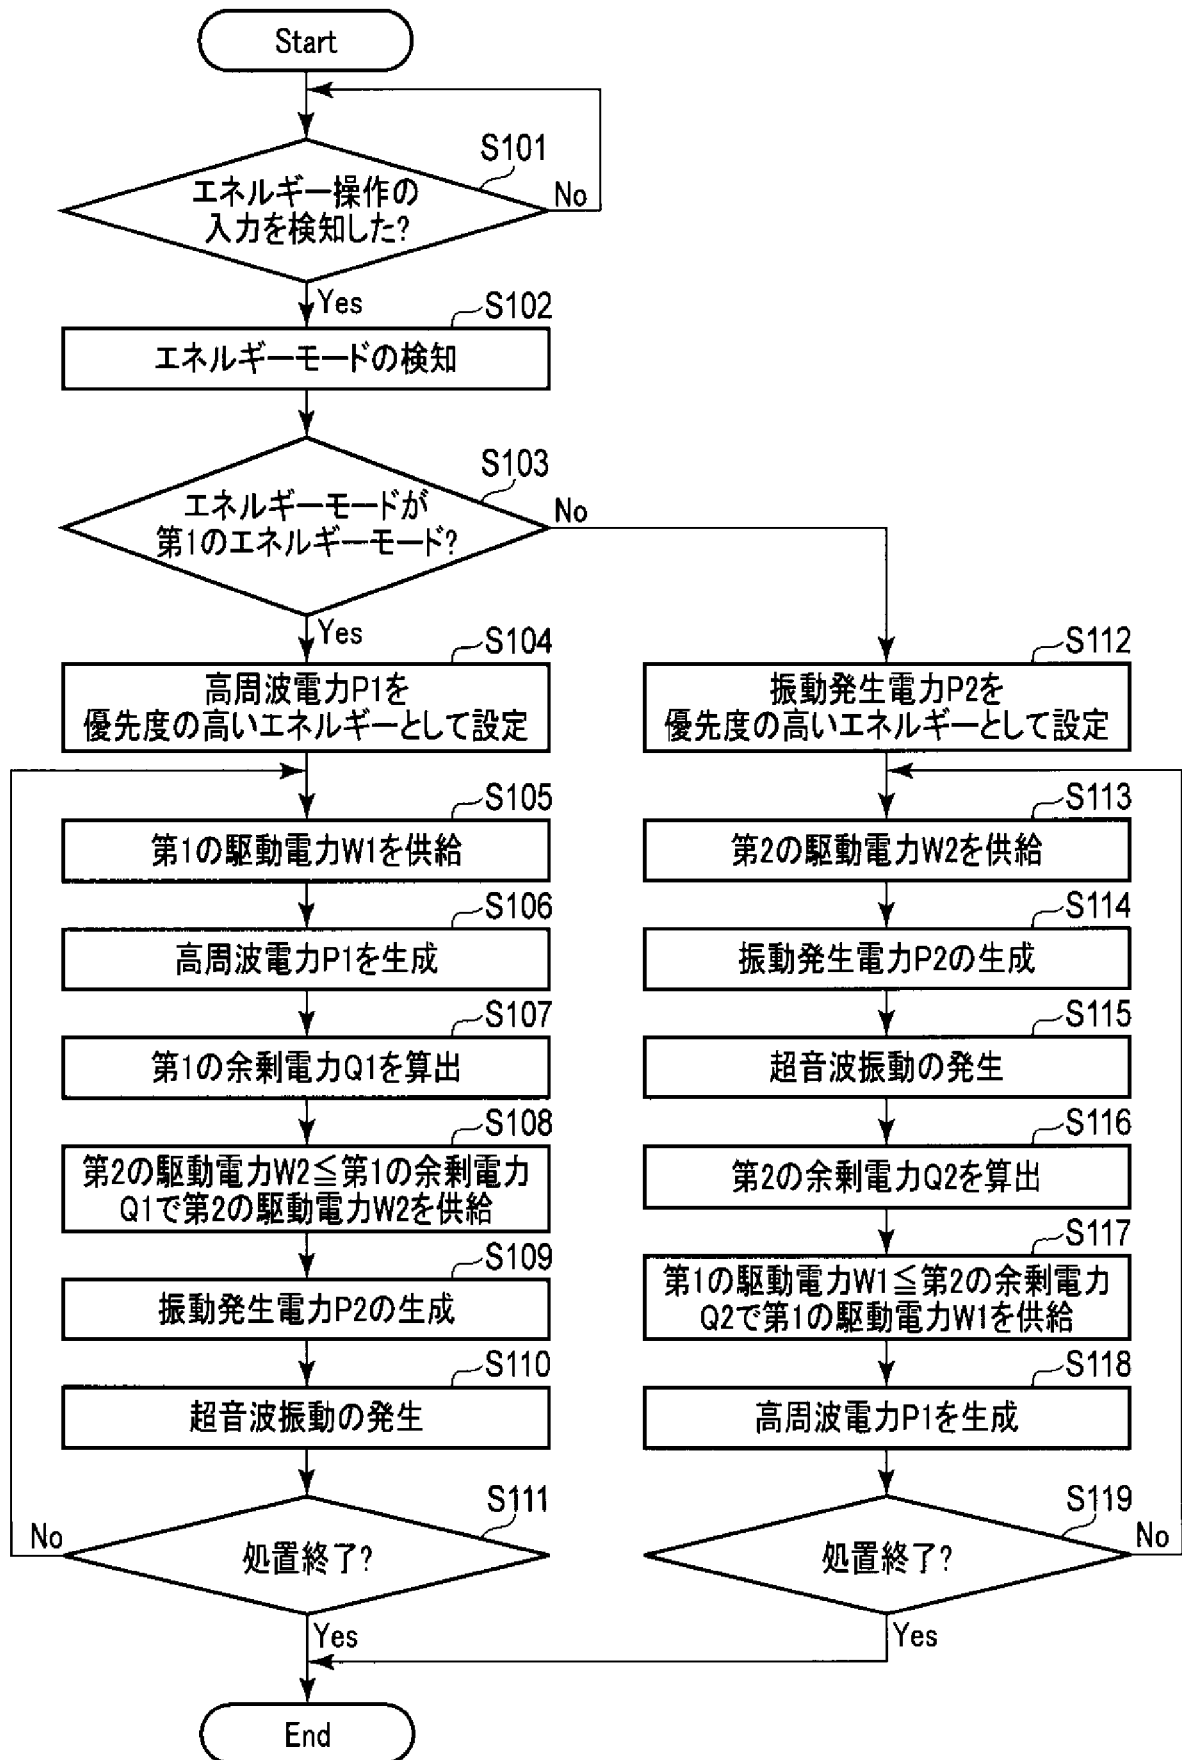 Start
S101
エネルギー操作の
入力を検知した?
No
Yes
S102
エネルギーモードの検知
S103
エネルギーモードが
第1のエネルギーモード?
No
Yes
S104
高周波電力P1を
優先度の高いエネルギーとして設定
S105
第1の駆動電力W1を供給
S106
高周波電力P1を生成
S107
第1の余剰電力Q1を算出
S108
第2の駆動電力W2≦第1の余剰電力
Q1で第2の駆動電力W2を供給
S109
振動発生電力P2の生成
S110
超音波振動の発生
S111
処置終了?
No
Yes
S112
振動発生電力P2を
優先度の高いエネルギーとして設定
S113
第2の駆動電力W2を供給
S114
振動発生電力P2の生成
S115
超音波振動の発生
S116
第2の余剰電力Q2を算出
S117
第1の駆動電力W1≦第2の余剰電力
Q2で第1の駆動電力W1を供給
S118
高周波電力P1を生成
S119
処置終了?
No
Yes
End